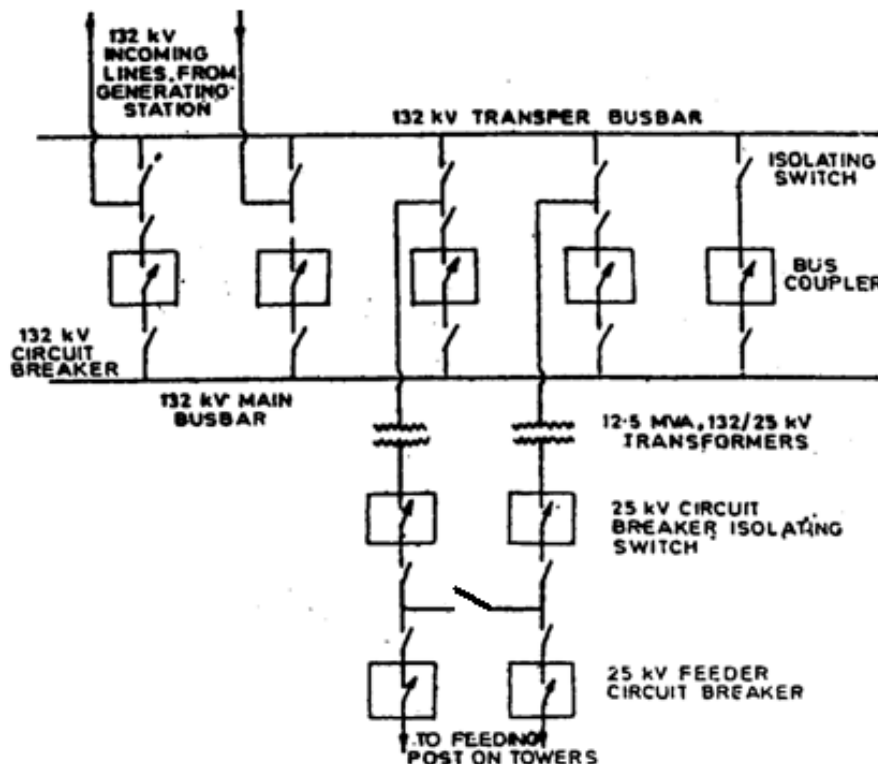 132 kV
INCOMING
LINES, FROM
GENERATING
STATION
132 kV TRANSFER BUSBAR
ISOLATING
SWITCH
BUS
COUPLER
132 kV
CIRCUIT
BREAKER
132 kV MAIN
BUSBAR
12.5 MVA, 132/25 kV
TRANSFORMERS
25 kV CIRCUIT
BREAKER ISOLATING
SWITCH
25 kV FEEDER
CIRCUIT BREAKER
TO FEEDING
POST ON TOWERS